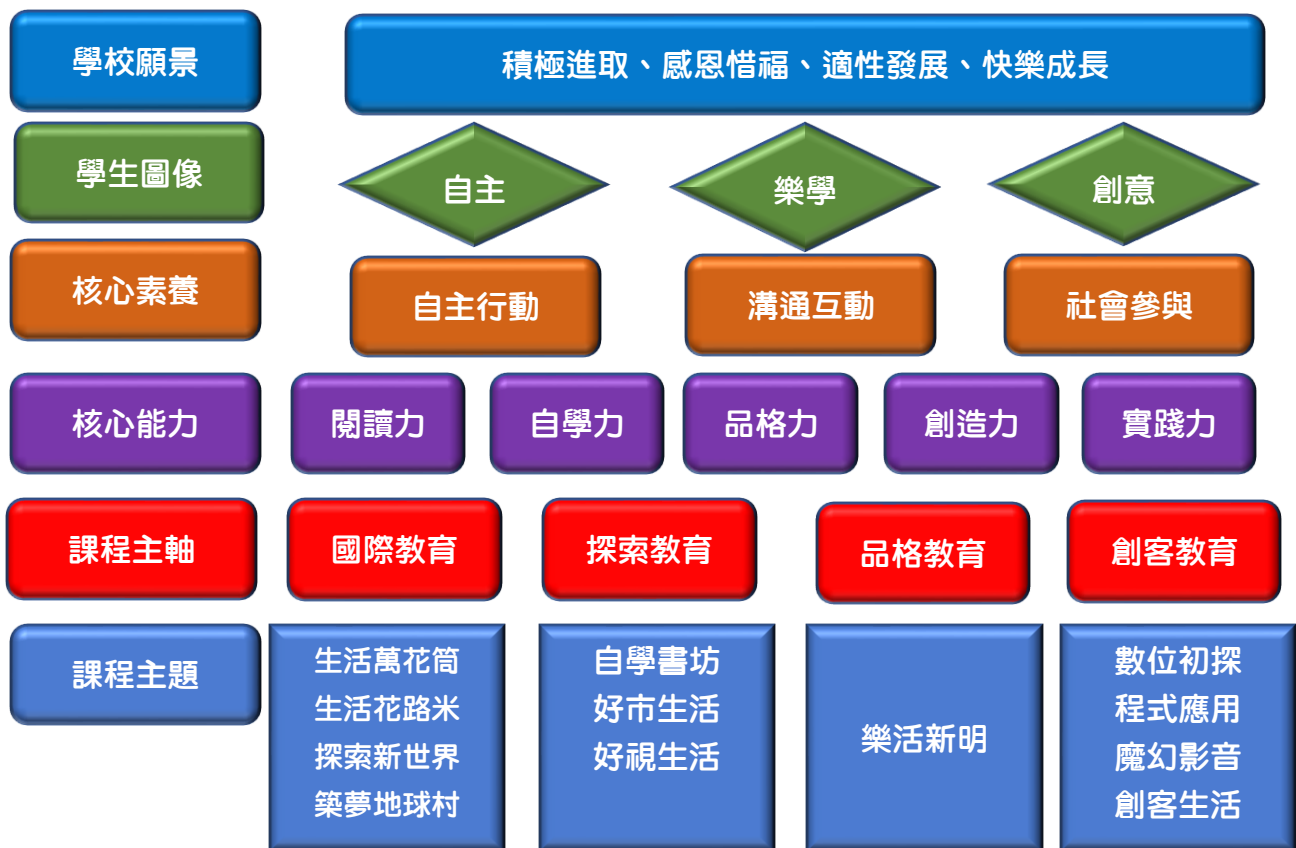 學校願景
積極進取、感恩惜福、適性發展、快樂成長
學生圖像
自主
樂學
創意
核心素養
自主行動
溝通互動
社會參與
核心能力
閱讀力
自學力
品格力
創造力
實踐力
課程主軸
國際教育
探索教育
品格教育
創客教育
課程主題
生活萬花筒
生活花路米
探索新世界
築夢地球村
自學書坊
好市生活
好視生活
樂活新明
數位初探
程式應用
魔幻影音
創客生活